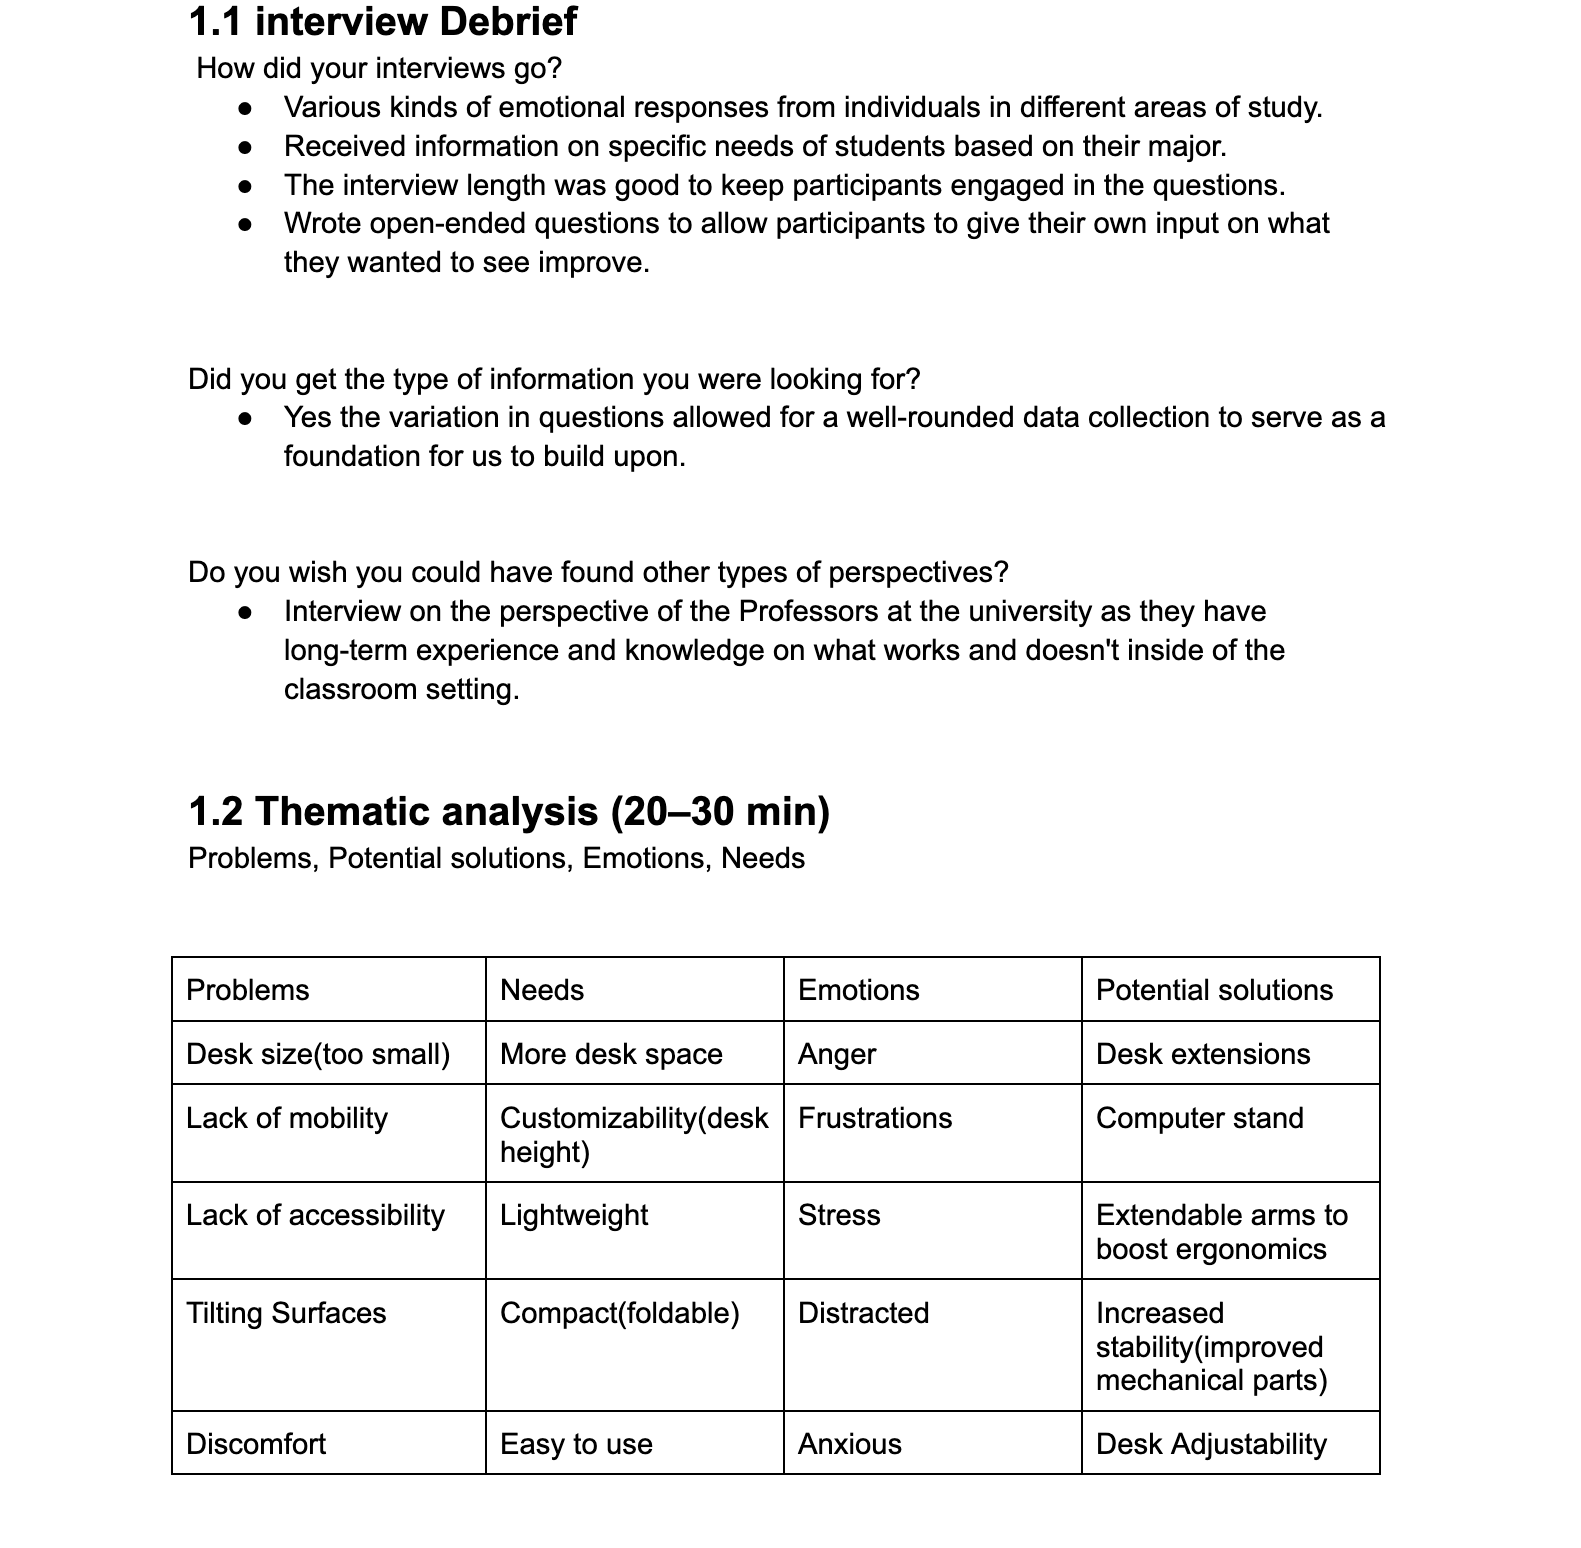 1.1 interview Debrief
How did your interviews go?
● Various kinds of emotional responses from individuals in different areas of study.
● Received information on specific needs of students based on their major.
● The interview length was good to keep participants engaged in the questions.
● Wrote open-ended questions to allow participants to give their own input on what
they wanted to see improve.
Did you get the type of information you were looking for?
● Yes the variation in questions allowed for a well-rounded data collection to serve as a
foundation for us to build upon.
Do you wish you could have found other types of perspectives?
● Interview on the perspective of the Professors at the university as they have
long-term experience and knowledge on what works and doesn't inside of the
classroom setting.
1.2 Thematic analysis (20–30 min)
Problems, Potential solutions, Emotions, Needs
Problems Needs Emotions Potential solutions
Desk size(too small) More desk space Anger Desk extensions
Lack of mobility Customizability(desk Frustrations Computer stand
height)
Lack of accessibility Lightweight Stress Extendable arms to
boost ergonomics
Tilting Surfaces Compact(foldable) Distracted Increased
stability(improved
mechanical parts)
Discomfort Easy to use Anxious Desk Adjustability